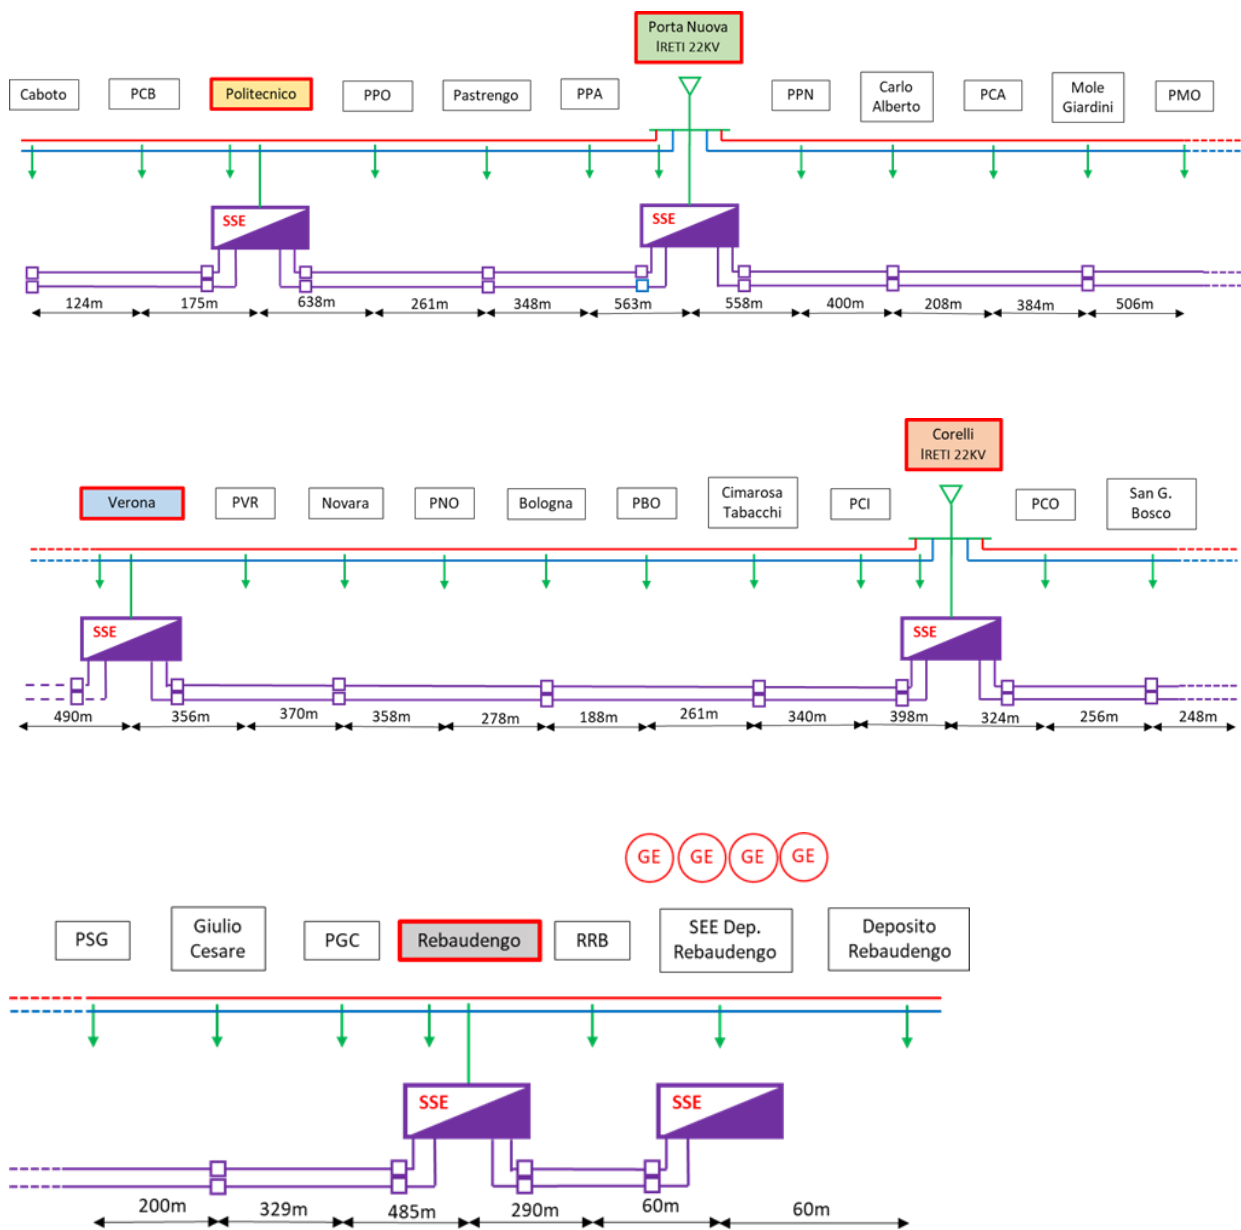 Porta Nuova
IRETI 22KV
Caboto
PCB
Politecnico
PPO
Pastrengo
PPA
PPN
Carlo
Alberto
PCA
Mole
Giardini
PMO
SSE
SSE
124m
175m
638m
261m
348m
563m
558m
400m
208m
384m
506m
Corelli
IRETI 22KV
Verona
PVR
Novara
PNO
Bologna
PBO
Cimarosa
Tabacchi
PCI
PCO
San G.
Bosco
SSE
SSE
490m
356m
370m
358m
278m
188m
261m
340m
398m
324m
256m
248m
GE
GE
GE
GE
PSG
Giulio
Cesare
PGC
Rebaudengo
RRB
SEE Dep.
Rebaudengo
Deposito
Rebaudengo
SSE
SSE
200m
329m
485m
290m
60m
60m